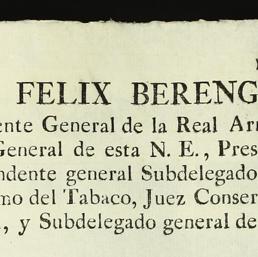 FELIX BERENG
ente General de la Real Ar
General de esta N. E., Pres
ndente general Subdelegado
mo del Tabaco, Juez Conser
., y Subdelegado general de